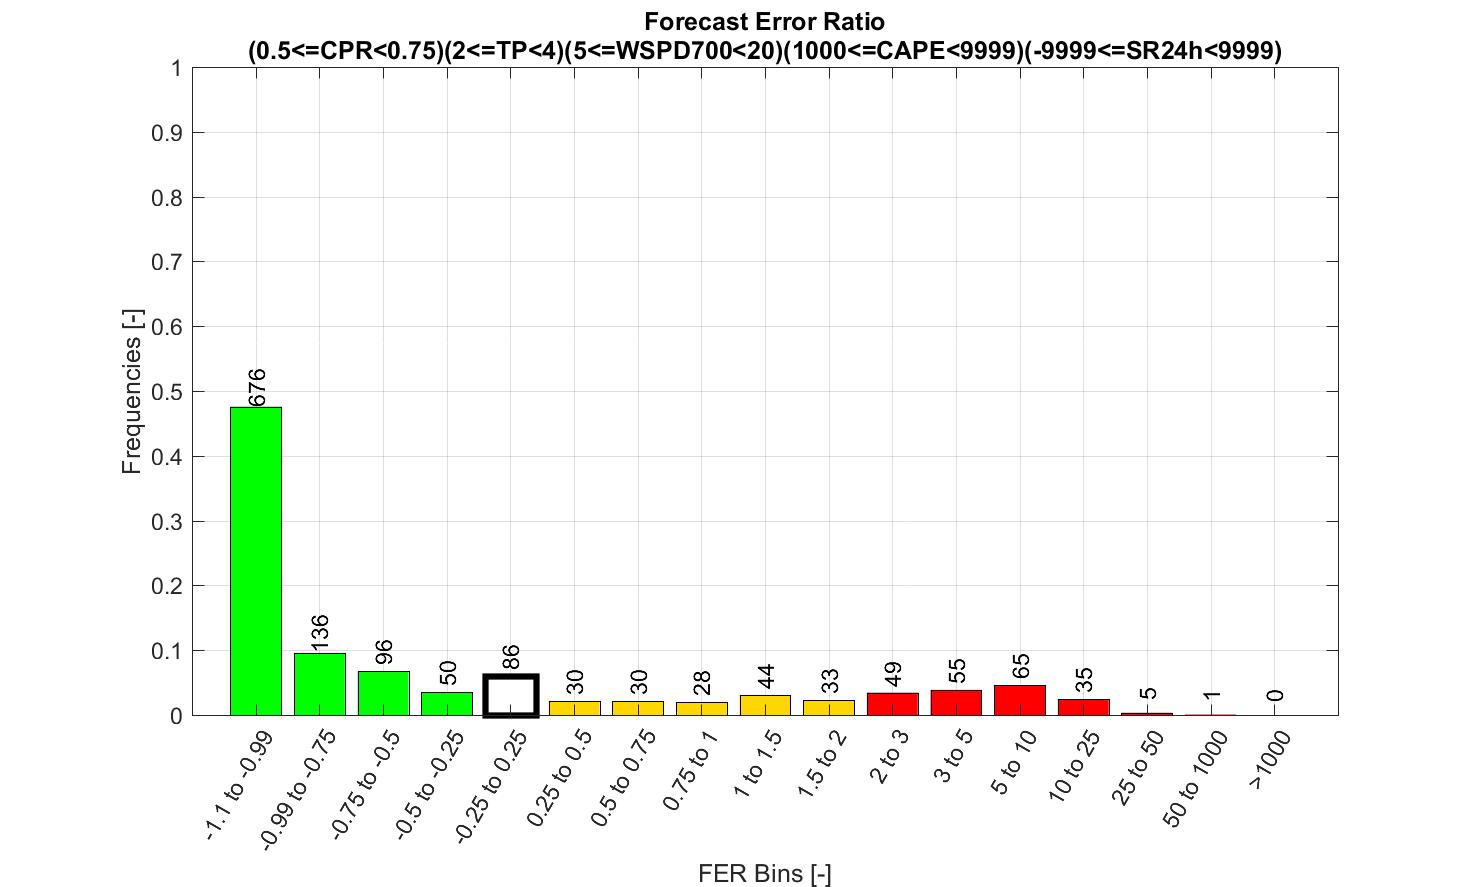 Forecast Error Ratio
(0.5<=CPR<0.75)(2<=TP<4)(5<=WSPD700<20)(1000<=CAPE<9999)(-9999<=SR24h<9999)
Frequencies [-]
1
0.9
0.8
0.7
0.6
0.5
0.4
0.3
0.2
0.1
0
676
136
96
50
86
30
30
28
44
33
49
55
65
35
5
1
0
-1.1 to -0.99
-0.99 to -0.75
-0.75 to -0.5
-0.5 to -0.25
-0.25 to 0.25
0.25 to 0.5
0.5 to 0.75
0.75 to 1
1 to 1.5
1.5 to 2
2 to 3
3 to 5
5 to 10
10 to 25
25 to 50
50 to 1000
>1000
FER Bins [-]